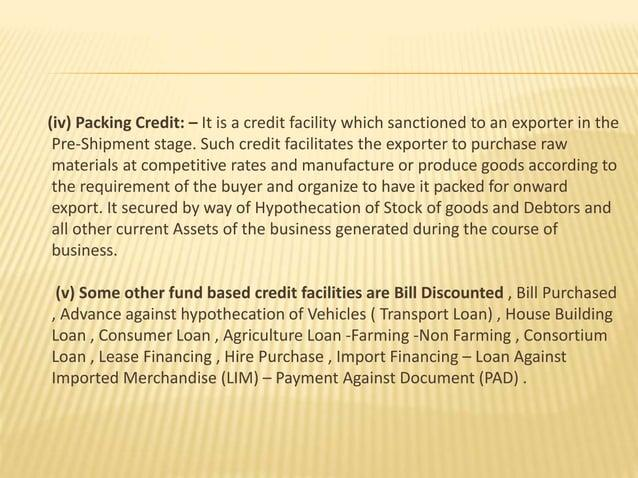 (iv) Packing Credit: – It is a credit facility which sanctioned to an exporter in the
Pre-Shipment stage. Such credit facilitates the exporter to purchase raw
materials at competitive rates and manufacture or produce goods according to
the requirement of the buyer and organize to have it packed for onward
export. It secured by way of Hypothecation of Stock of goods and Debtors and
all other current Assets of the business generated during the course of
business.
(v) Some other fund based credit facilities are Bill Discounted , Bill Purchased
, Advance against hypothecation of Vehicles ( Transport Loan) , House Building
Loan , Consumer Loan , Agriculture Loan -Farming -Non Farming , Consortium
Loan , Lease Financing , Hire Purchase , Import Financing – Loan Against
Imported Merchandise (LIM) – Payment Against Document (PAD) .